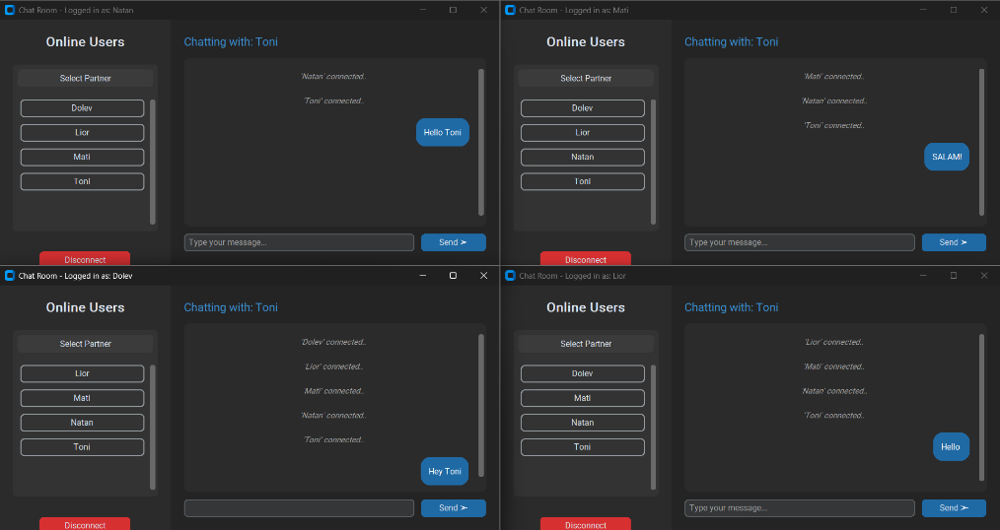 Chat Room - Logged in as: Natan
Online Users
Select Partner
Dolev
Lior
Mati
Toni
Disconnect
Chatting with: Toni
'Natan' connected..
'Toni' connected..
Hello Toni
Type your message...
Send ➢
Chat Room - Logged in as: Mati
Online Users
Select Partner
Dolev
Lior
Natan
Toni
Disconnect
Chatting with: Toni
'Mati' connected..
'Natan' connected..
'Toni' connected..
SALAM!
Type your message...
Send ➢
Chat Room - Logged in as: Dolev
Online Users
Select Partner
Lior
Mati
Natan
Toni
Disconnect
Chatting with: Toni
'Dolev' connected..
'Lior' connected..
'Mati' connected..
'Natan' connected..
'Toni' connected..
Hey Toni
Send ➢
Chat Room - Logged in as: Lior
Online Users
Select Partner
Dolev
Mati
Natan
Toni
Disconnect
Chatting with: Toni
'Lior' connected..
'Mati' connected..
'Natan' connected..
'Toni' connected..
Hello
Type your message...
Send ➢